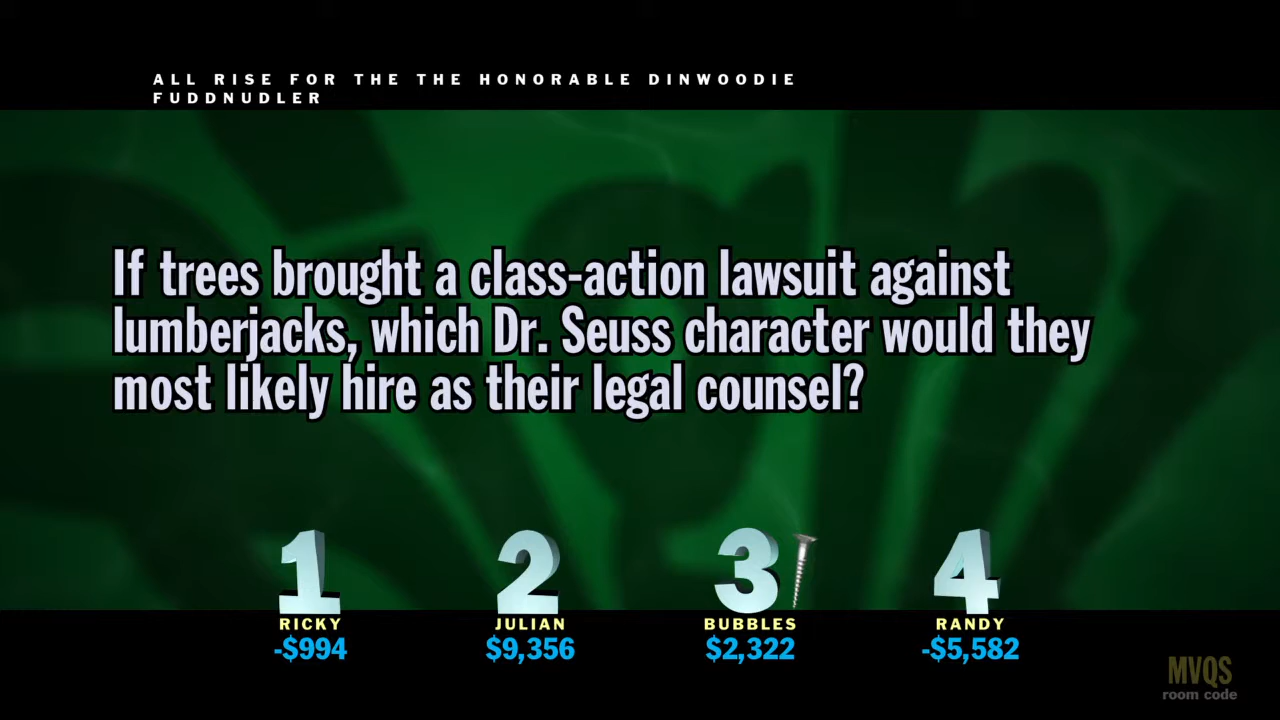 ALL RISE FOR THE THE HONORABLE DINWOODIE
FUDDNUDLER
If trees brought a class-action lawsuit against
lumberjacks, which Dr. Seuss character would they
most likely hire as their legal counsel?
1 2 3 4
RICKY JULIAN BUBBLES RANDY
-$994 $9,356 $2,322 -$5,582
MVQS
room code